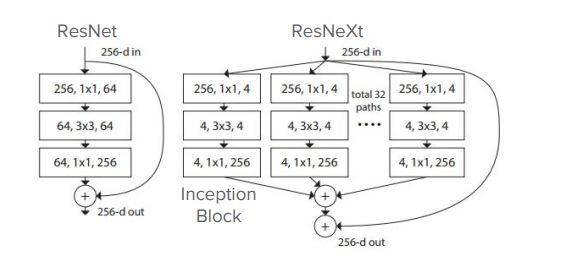 ResNet
256-d in
256, 1x1, 64
64, 3x3, 64
64, 1x1, 256
+
256-d out
ResNeXt
256-d in
256, 1x1, 4
256, 1x1, 4
total 32
paths
256, 1x1, 4
4, 3x3, 4
4, 3x3, 4
....
4, 3x3, 4
4, 1x1, 256
4, 1x1, 256
4, 1x1, 256
Inception
Block
+
+
256-d out